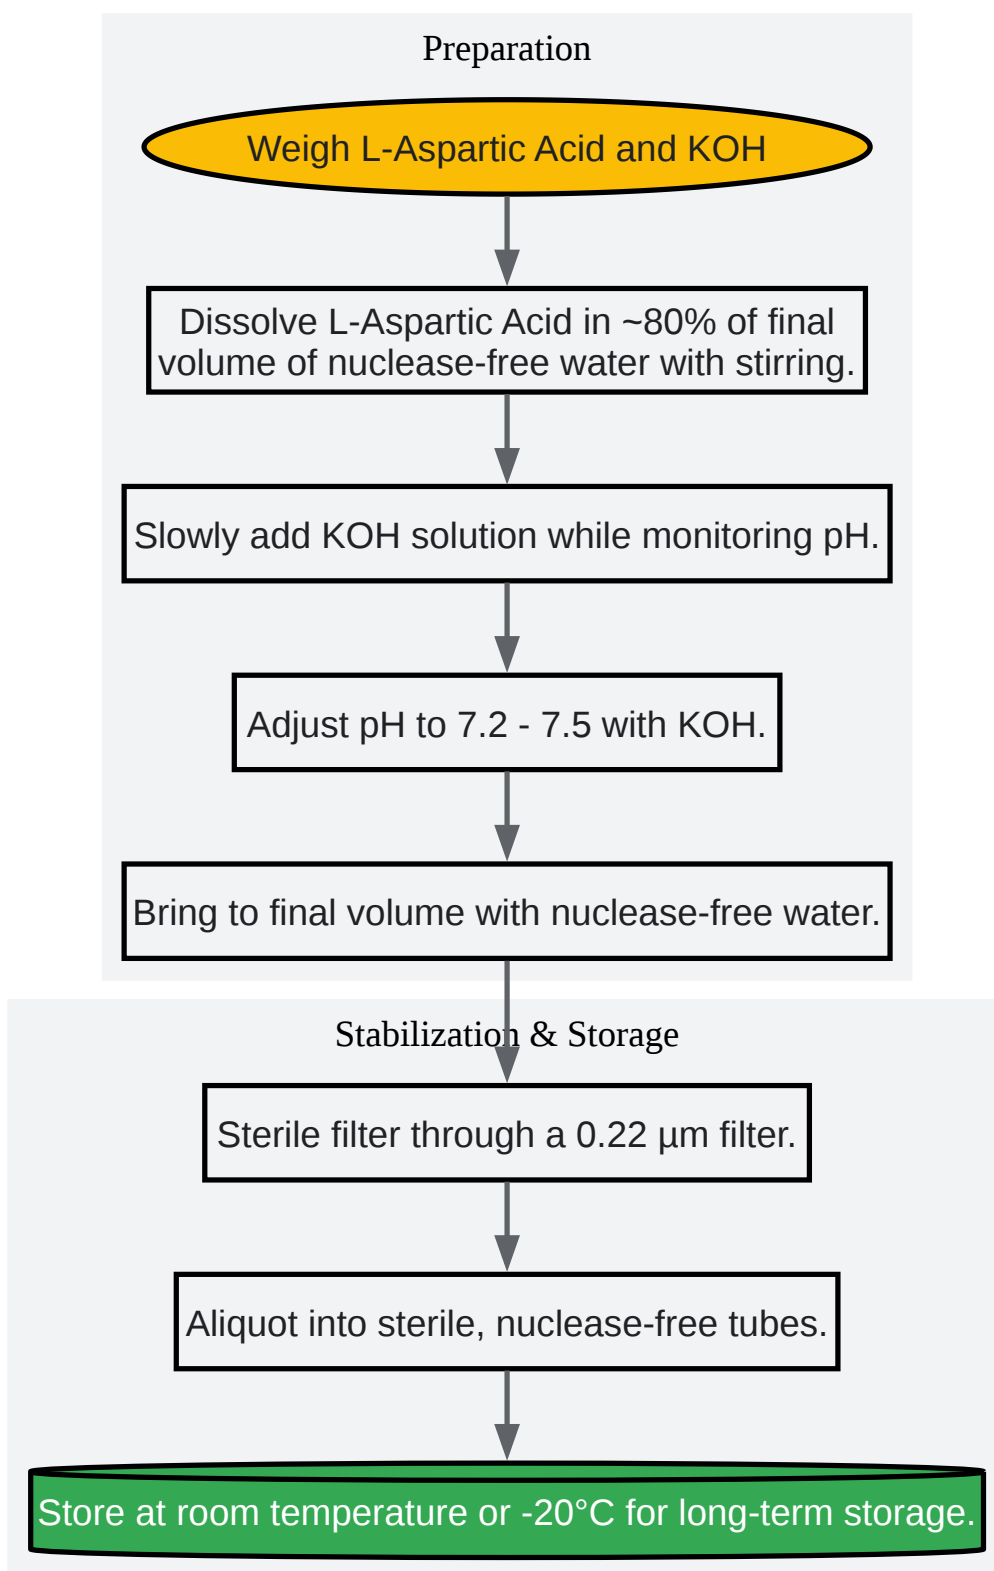 Preparation
Weigh L-Aspartic Acid and KOH
Dissolve L-Aspartic Acid in ~80% of final
volume of nuclease-free water with stirring.
Slowly add KOH solution while monitoring pH.
Adjust pH to 7.2 - 7.5 with KOH.
Bring to final volume with nuclease-free water.
Stabilization & Storage
Sterile filter through a 0.22 µm filter.
Aliquot into sterile, nuclease-free tubes.
Store at room temperature or -20°C for long-term storage.